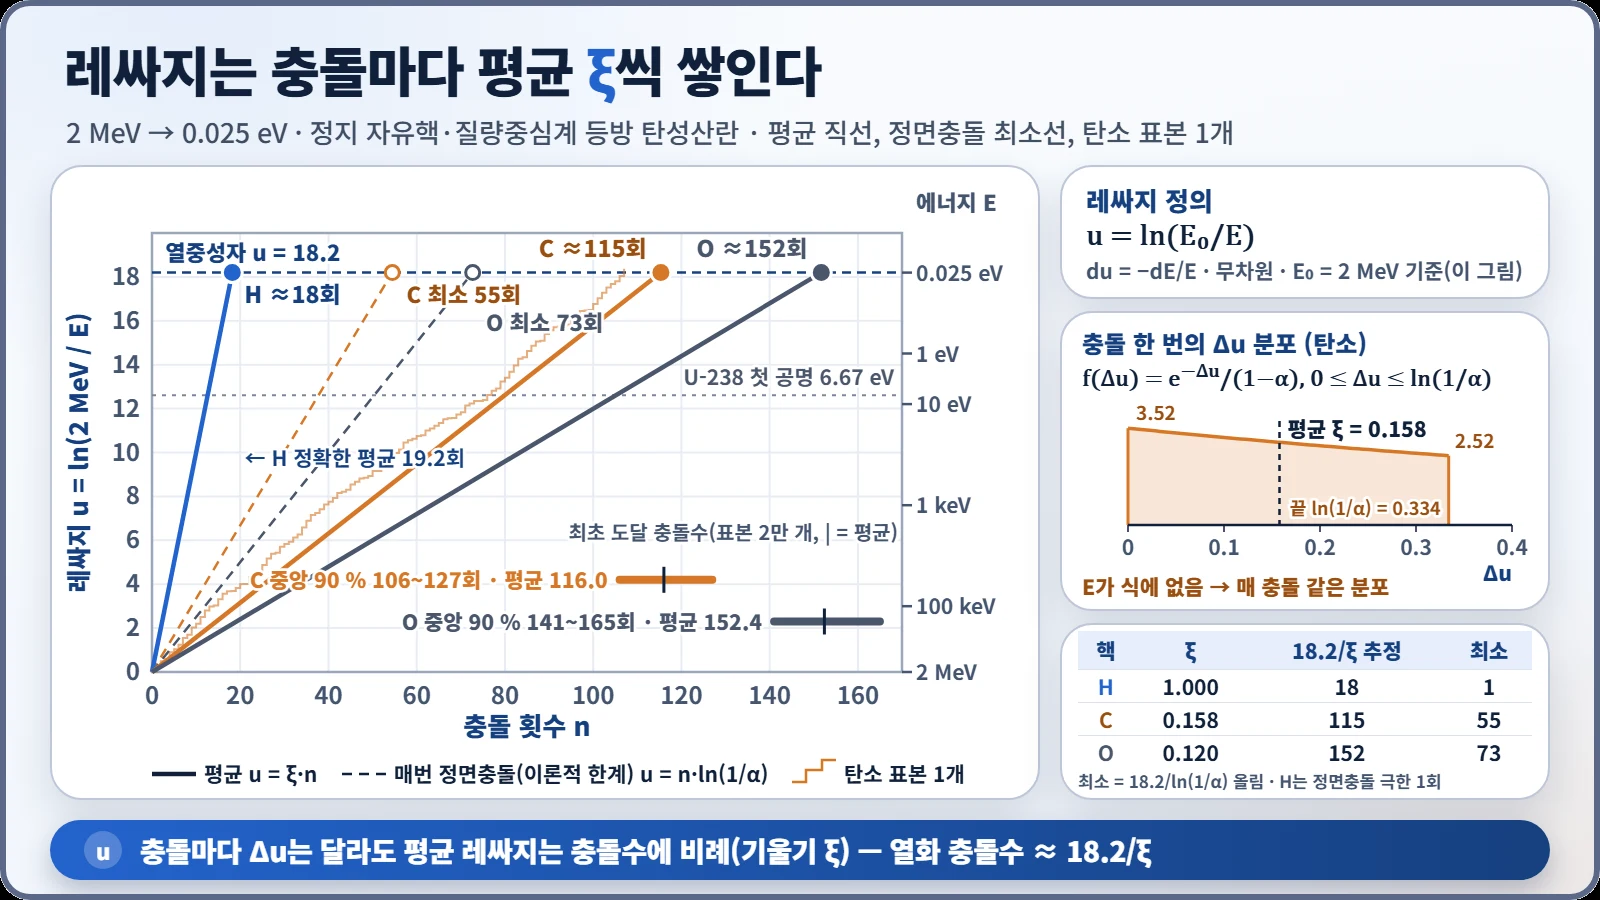 레싸지는 충돌마다 평균 ξ씩 쌓인다
2 MeV → 0.025 eV · 정지 자유핵·질량중심계 등방 탄성산란 · 평균 직선, 정면충돌 최소선, 탄소 표본 1개
에너지 E
열중성자 u = 18.2
C ≈115회
O ≈152회
H ≈18회
C 최소 55회
O 최소 73회
U-238 첫 공명 6.67 eV
← H 정확한 평균 19.2회
최초 도달 충돌수(표본 2만 개, | = 평균)
C 중앙 90 % 106~127회 · 평균 116.0
O 중앙 90 % 141~165회 · 평균 152.4
레싸지 u = ln(2 MeV / E)
18
16
14
12
10
8
6
4
2
0
0.025 eV
1 eV
10 eV
1 keV
100 keV
2 MeV
0 20 40 60 80 100 120 140 160
충돌 횟수 n
평균 u = ξ·n
매번 정면충돌(이론적 한계) u = n·ln(1/α)
탄소 표본 1개
레싸지 정의
u = ln(E₀/E)
du = −dE/E · 무차원 · E₀ = 2 MeV 기준(이 그림)
충돌 한 번의 Δu 분포 (탄소)
f(Δu) = e^−Δu/(1−α), 0 ≤ Δu ≤ ln(1/α)
3.52
평균 ξ = 0.158
2.52
끝 ln(1/α) = 0.334
0 0.1 0.2 0.3 0.4
Δu
E가 식에 없음 → 매 충돌 같은 분포
핵 ξ 18.2/ξ 추정 최소
H 1.000 18 1
C 0.158 115 55
O 0.120 152 73
최소 = 18.2/ln(1/α) 올림 · H는 정면충돌 극한 1회
u 충돌마다 Δu는 달라도 평균 레싸지는 충돌수에 비례(기울기 ξ) — 열화 충돌수 ≈ 18.2/ξ